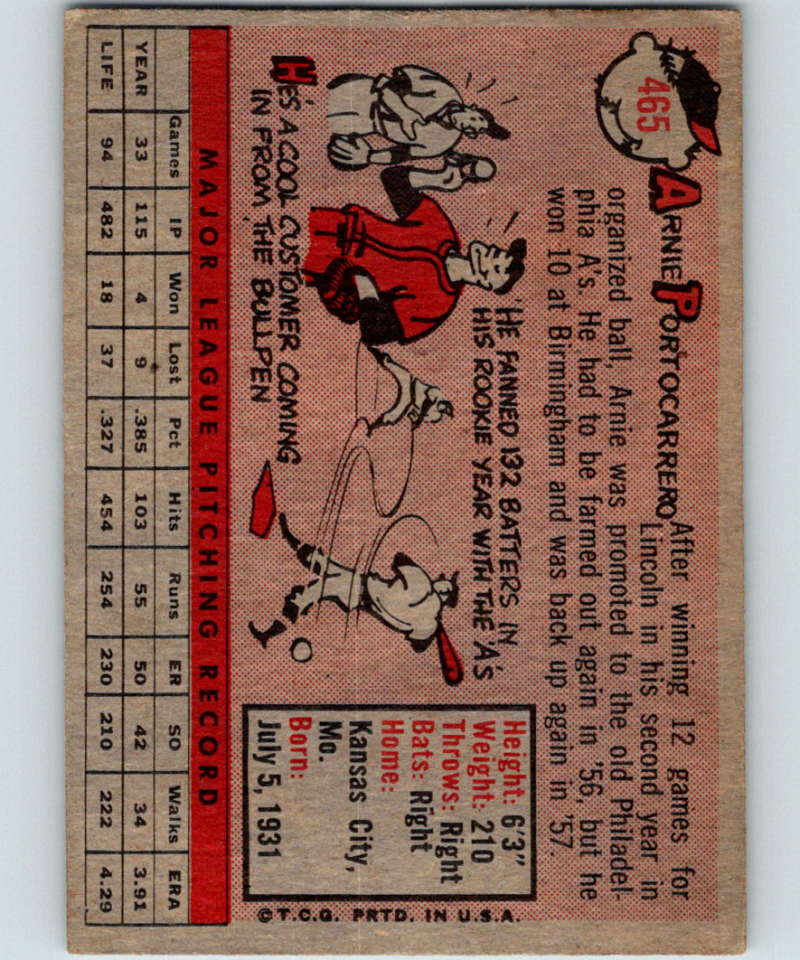 465
ARNIE PORTOCARRERO
After winning 12 games for
Lincoln in his second year in
organized ball, Arnie was promoted to the old Philadel-
phia A's. He had to be farmed out again in '56, but he
won 10 at Birmingham and was back up again in '57.
HE FANNED 132 BATTERS IN
HIS ROOKIE YEAR WITH THE A's
HE'S A COOL CUSTOMER COMING
IN FROM THE BULLPEN
Height: 6'3"
Weight: 210
Throws: Right
Bats: Right
Home:
Kansas City,
Mo.
Born:
July 5, 1931
©T.C.G. PRTD. IN U.S.A.
MAJOR LEAGUE PITCHING RECORD
Games IP Won Lost Pct Hits Runs ER SO Walks ERA
YEAR 33 115 4 9 .385 103 55 50 42 34 3.91
LIFE 94 482 18 37 .327 454 254 230 210 222 4.29